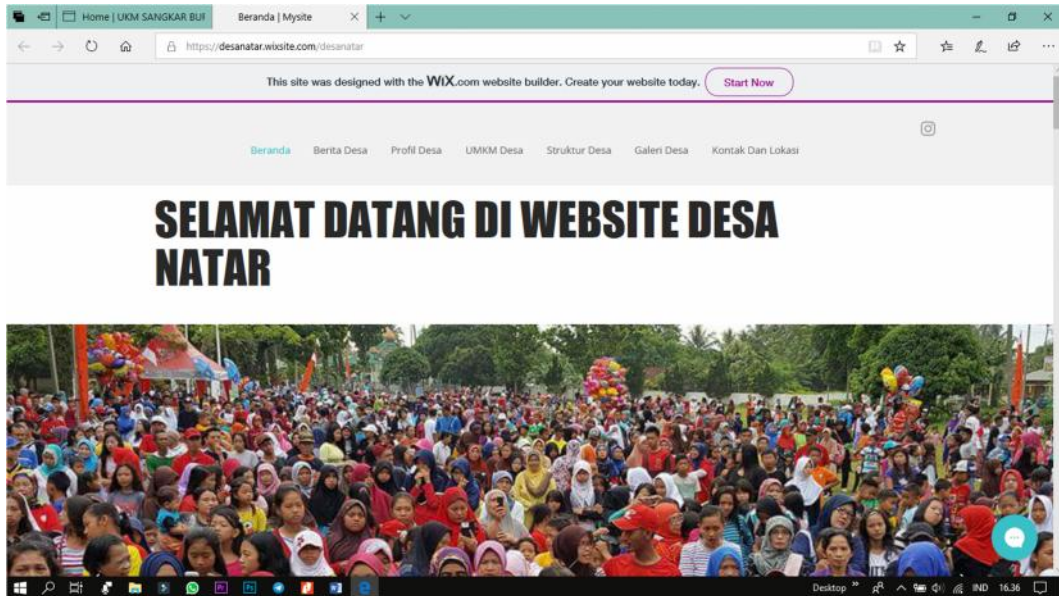 Home | UKM SANGKAR BUF
Beranda | Mysite
https://desanatar.wixsite.com/desanatar
This site was designed with the WiX.com website builder. Create your website today.
Start Now
Beranda
Berita Desa
Profil Desa
UMKM Desa
Struktur Desa
Galeri Desa
Kontak Dan Lokasi
SELAMAT DATANG DI WEBSITE DESA
NATAR
Desktop
IND
16.36